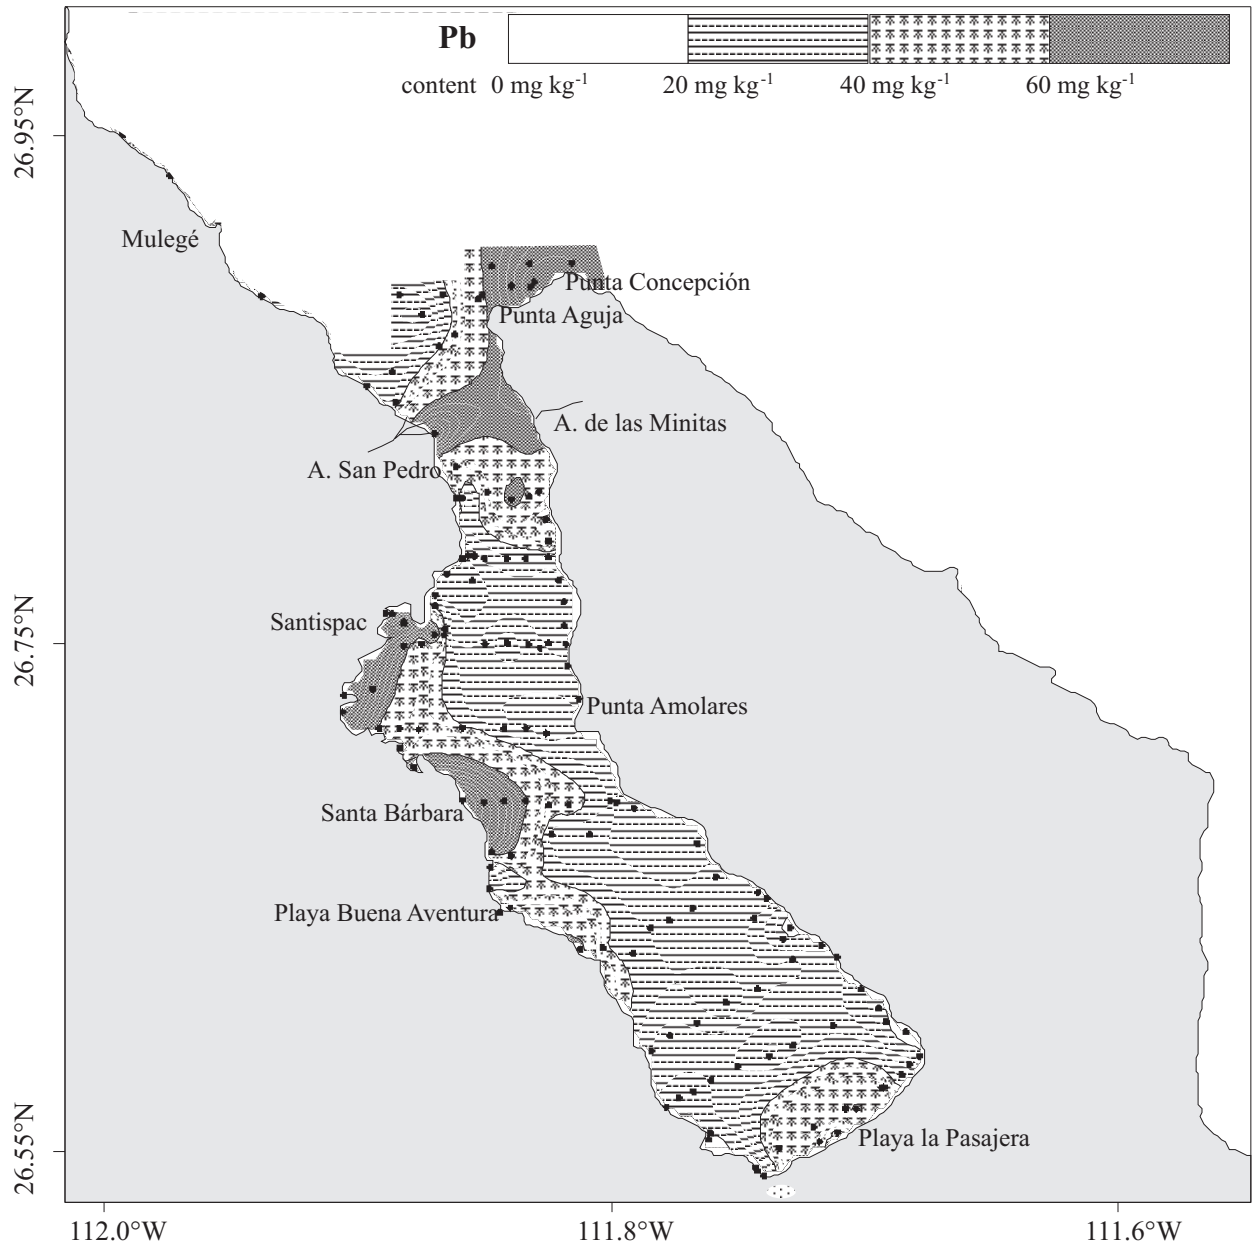 Pb
content 0 mg kg-1 20 mg kg-1 40 mg kg-1 60 mg kg-1
26.95°N
Mulegé
Punta Concepción
Punta Aguja
A. de las Minitas
A. San Pedro
Santispac
26.75°N
Punta Amolares
Santa Bárbara
Playa Buena Aventura
Playa la Pasajera
26.55°N
112.0°W 111.8°W 111.6°W